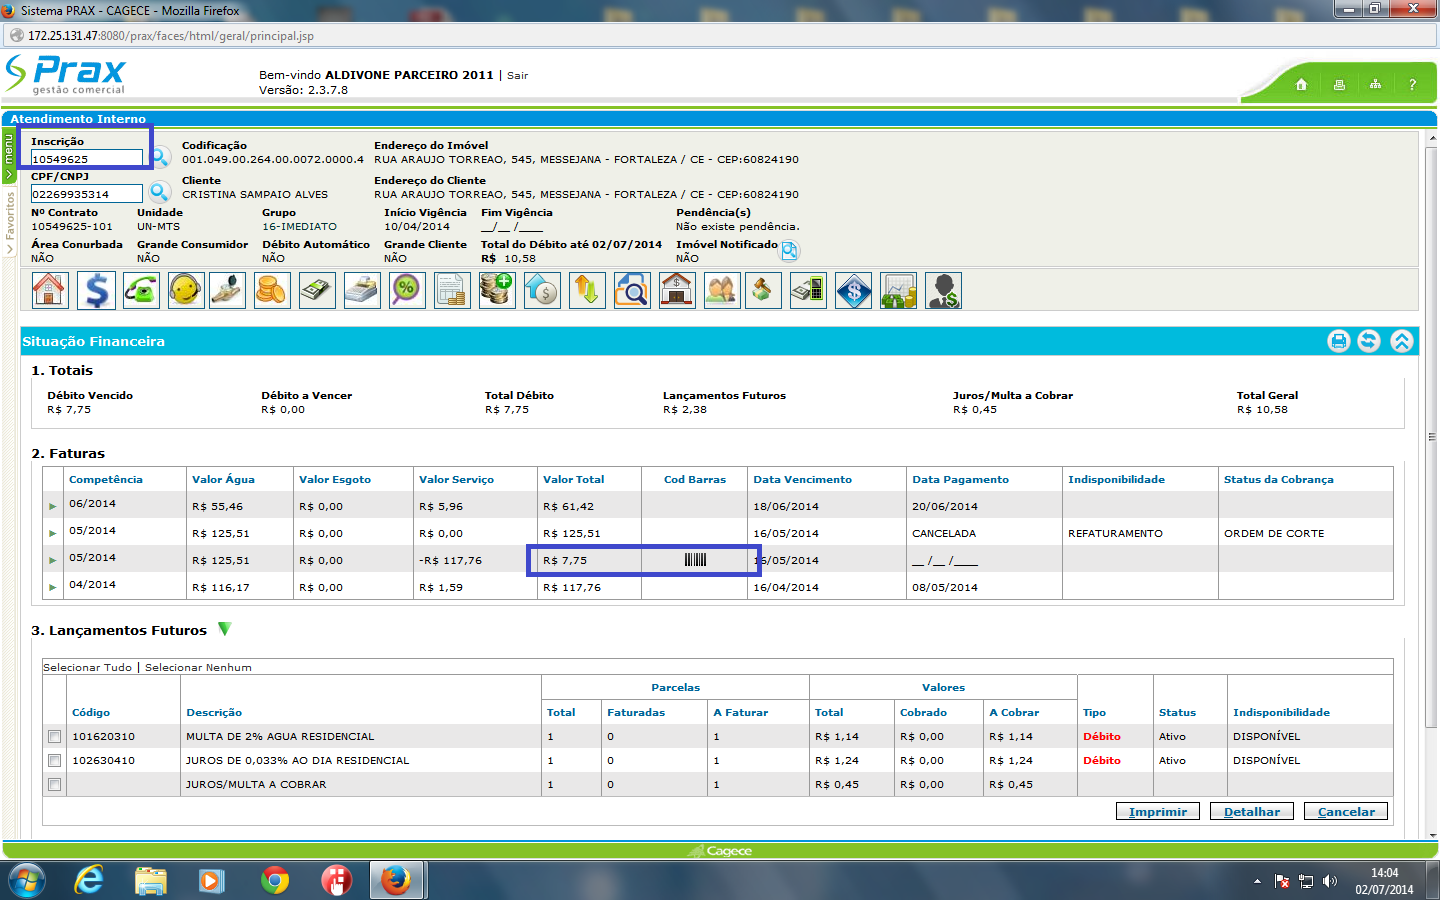 Sistema PRAX - CAGECE - Mozilla Firefox
172.25.131.47:8080/prax/faces/html/geral/principal.jsp
Prax
gestão comercial
Bem-vindo ALDIVONE PARCEIRO 2011 | Sair
Versão: 2.3.7.8
?
Atendimento Interno
menu
Favoritos
Inscrição Codificação Endereço do Imóvel
10549625 001.049.00.264.00.0072.0000.4 RUA ARAUJO TORREAO, 545, MESSEJANA - FORTALEZA / CE - CEP:60824190
CPF/CNPJ Cliente Endereço do Cliente
02269935314 CRISTINA SAMPAIO ALVES RUA ARAUJO TORREAO, 545, MESSEJANA - FORTALEZA / CE - CEP:60824190
Nº Contrato Unidade Grupo Início Vigência Fim Vigência Pendência(s)
10549625-101 UN-MTS 16-IMEDIATO 10/04/2014 __/__/____ Não existe pendência.
Área Conurbada Grande Consumidor Débito Automático Grande Cliente Total do Débito até 02/07/2014 Imóvel Notificado
NÃO NÃO NÃO NÃO R$ 10,58 NÃO
Situação Financeira
1. Totais
Débito Vencido Débito a Vencer Total Débito Lançamentos Futuros Juros/Multa a Cobrar Total Geral
R$ 7,75 R$ 0,00 R$ 7,75 R$ 2,38 R$ 0,45 R$ 10,58
2. Faturas
Competência Valor Água Valor Esgoto Valor Serviço Valor Total Cod Barras Data Vencimento Data Pagamento Indisponibilidade Status da Cobrança
06/2014 R$ 55,46 R$ 0,00 R$ 5,96 R$ 61,42 18/06/2014 20/06/2014
05/2014 R$ 125,51 R$ 0,00 R$ 0,00 R$ 125,51 16/05/2014 CANCELADA REFATURAMENTO ORDEM DE CORTE
05/2014 R$ 125,51 R$ 0,00 -R$ 117,76 R$ 7,75 16/05/2014 __/__/____
04/2014 R$ 116,17 R$ 0,00 R$ 1,59 R$ 117,76 16/04/2014 08/05/2014
3. Lançamentos Futuros
Selecionar Tudo | Selecionar Nenhum
Parcelas Valores
Código Descrição Total Faturadas A Faturar Total Cobrado A Cobrar Tipo Status Indisponibilidade
101620310 MULTA DE 2% AGUA RESIDENCIAL 1 0 1 R$ 1,14 R$ 0,00 R$ 1,14 Débito Ativo DISPONÍVEL
102630410 JUROS DE 0,033% AO DIA RESIDENCIAL 1 0 1 R$ 1,24 R$ 0,00 R$ 1,24 Débito Ativo DISPONÍVEL
JUROS/MULTA A COBRAR 1 0 1 R$ 0,45 R$ 0,00 R$ 0,45
Imprimir Detalhar Cancelar
Cagece
14:04
02/07/2014